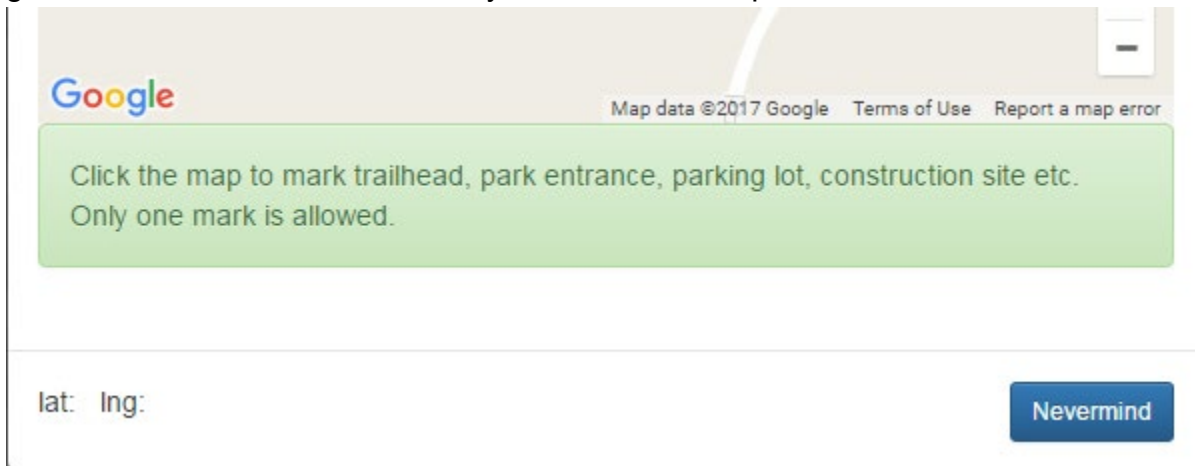 Google
Map data ©2017 Google Terms of Use Report a map error
Click the map to mark trailhead, park entrance, parking lot, construction site etc.
Only one mark is allowed.
lat: lng:
Nevermind